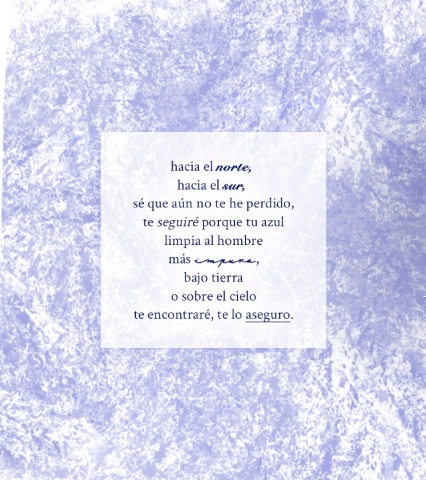 hacia el norte,
hacia el sur,
sé que aún no te he perdido,
te seguiré porque tu azul
limpia al hombre
más impuro,
bajo tierra
o sobre el cielo
te encontraré, te lo aseguro.